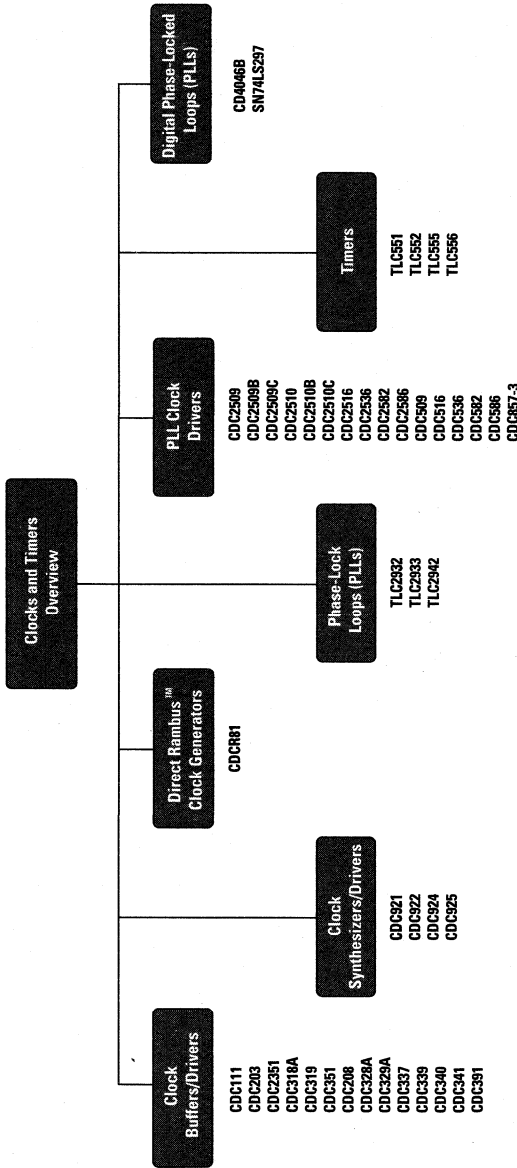 Clocks and Timers
Overview
Clock
Buffers/Drivers
CDC111
CDC203
CDC2351
CDC318A
CDC319
CDC351
CDC208
CDC328A
CDC329A
CDC337
CDC339
CDC340
CDC341
CDC391
Clock
Synthesizers/Drivers
CDC921
CDC922
CDC924
CDC925
Direct Rambus™
Clock Generators
CDCR81
Phase-Lock
Loops (PLLs)
TLC2932
TLC2933
TLC2942
PLL Clock
Drivers
CDC2509
CDC2509B
CDC2509C
CDC2510
CDC2510B
CDC2510C
CDC2516
CDC2536
CDC2582
CDC2586
CDC509
CDC516
CDC536
CDC582
CDC586
CDC857-3
Timers
TLC551
TLC552
TLC555
TLC556
Digital Phase-Locked
Loops (PLLs)
CD4046B
SN74LS297